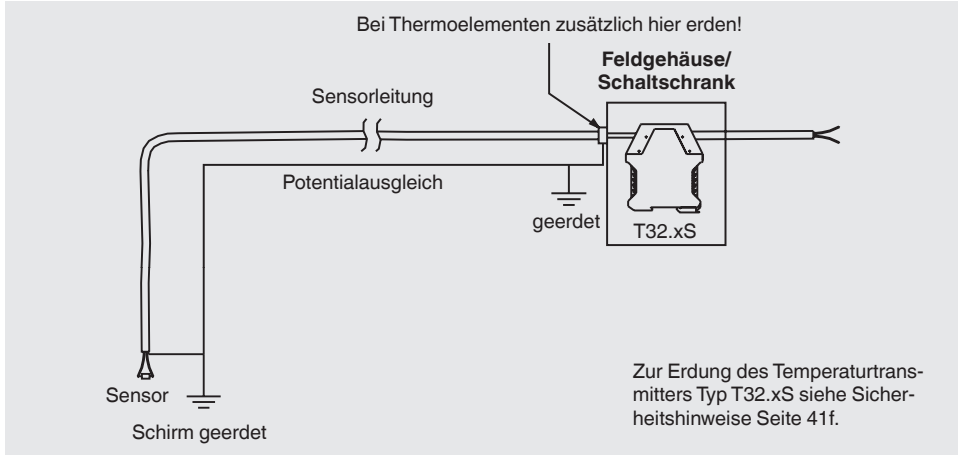 Bei Thermoelementen zusätzlich hier erden!
Feldgehäuse/
Schaltschrank
Sensorleitung
Potentialausgleich
geerdet
T32.xS
Sensor
Schirm geerdet
Zur Erdung des Temperaturtrans-
mitters Typ T32.xS siehe Sicher-
heitshinweise Seite 41f.